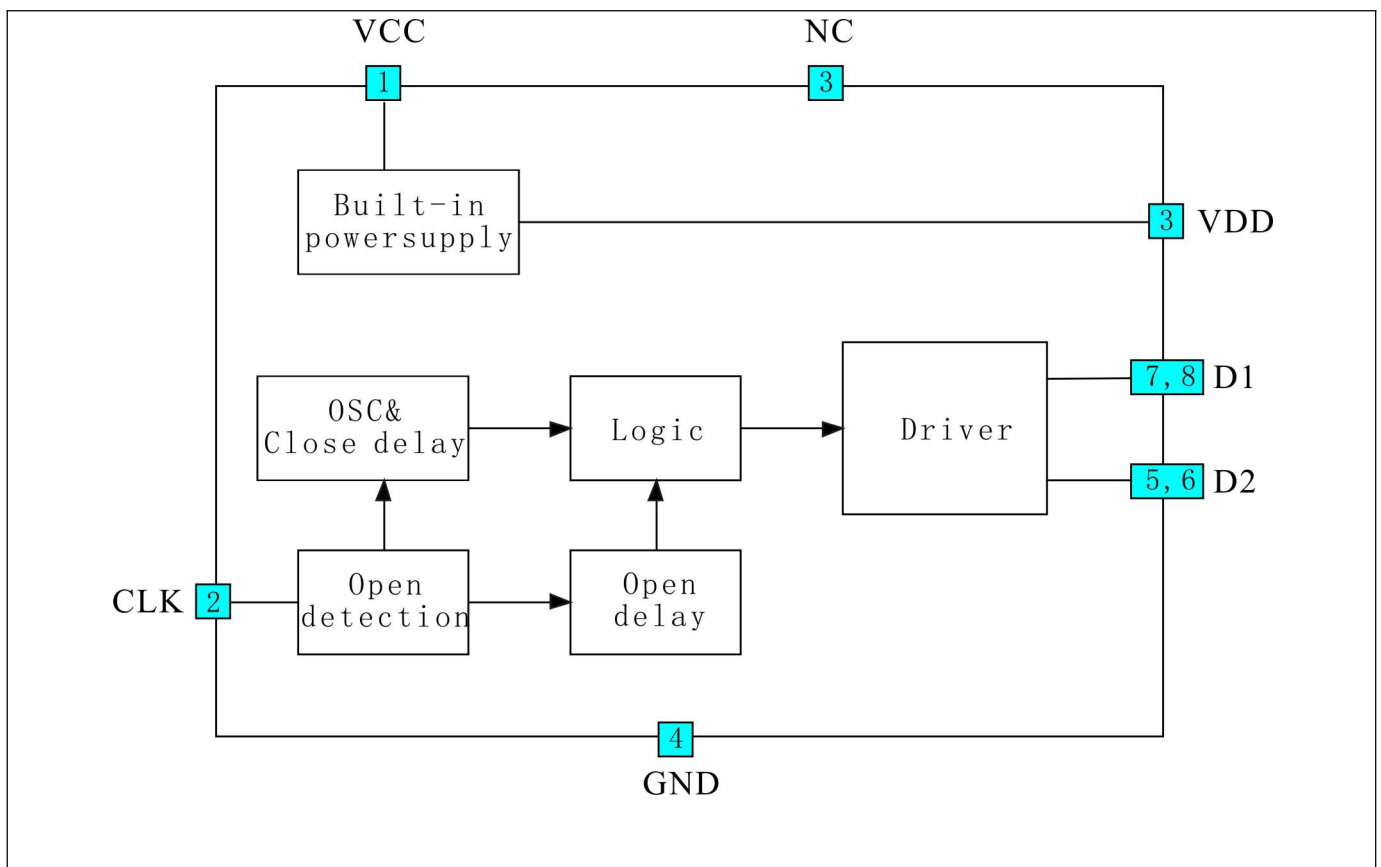 VCC
NC
1
3
Built-in
powersupply
3
VDD
OSC&
Close delay
Logic
Driver
7, 8
D1
5, 6
D2
CLK
2
Open
detection
Open
delay
4
GND